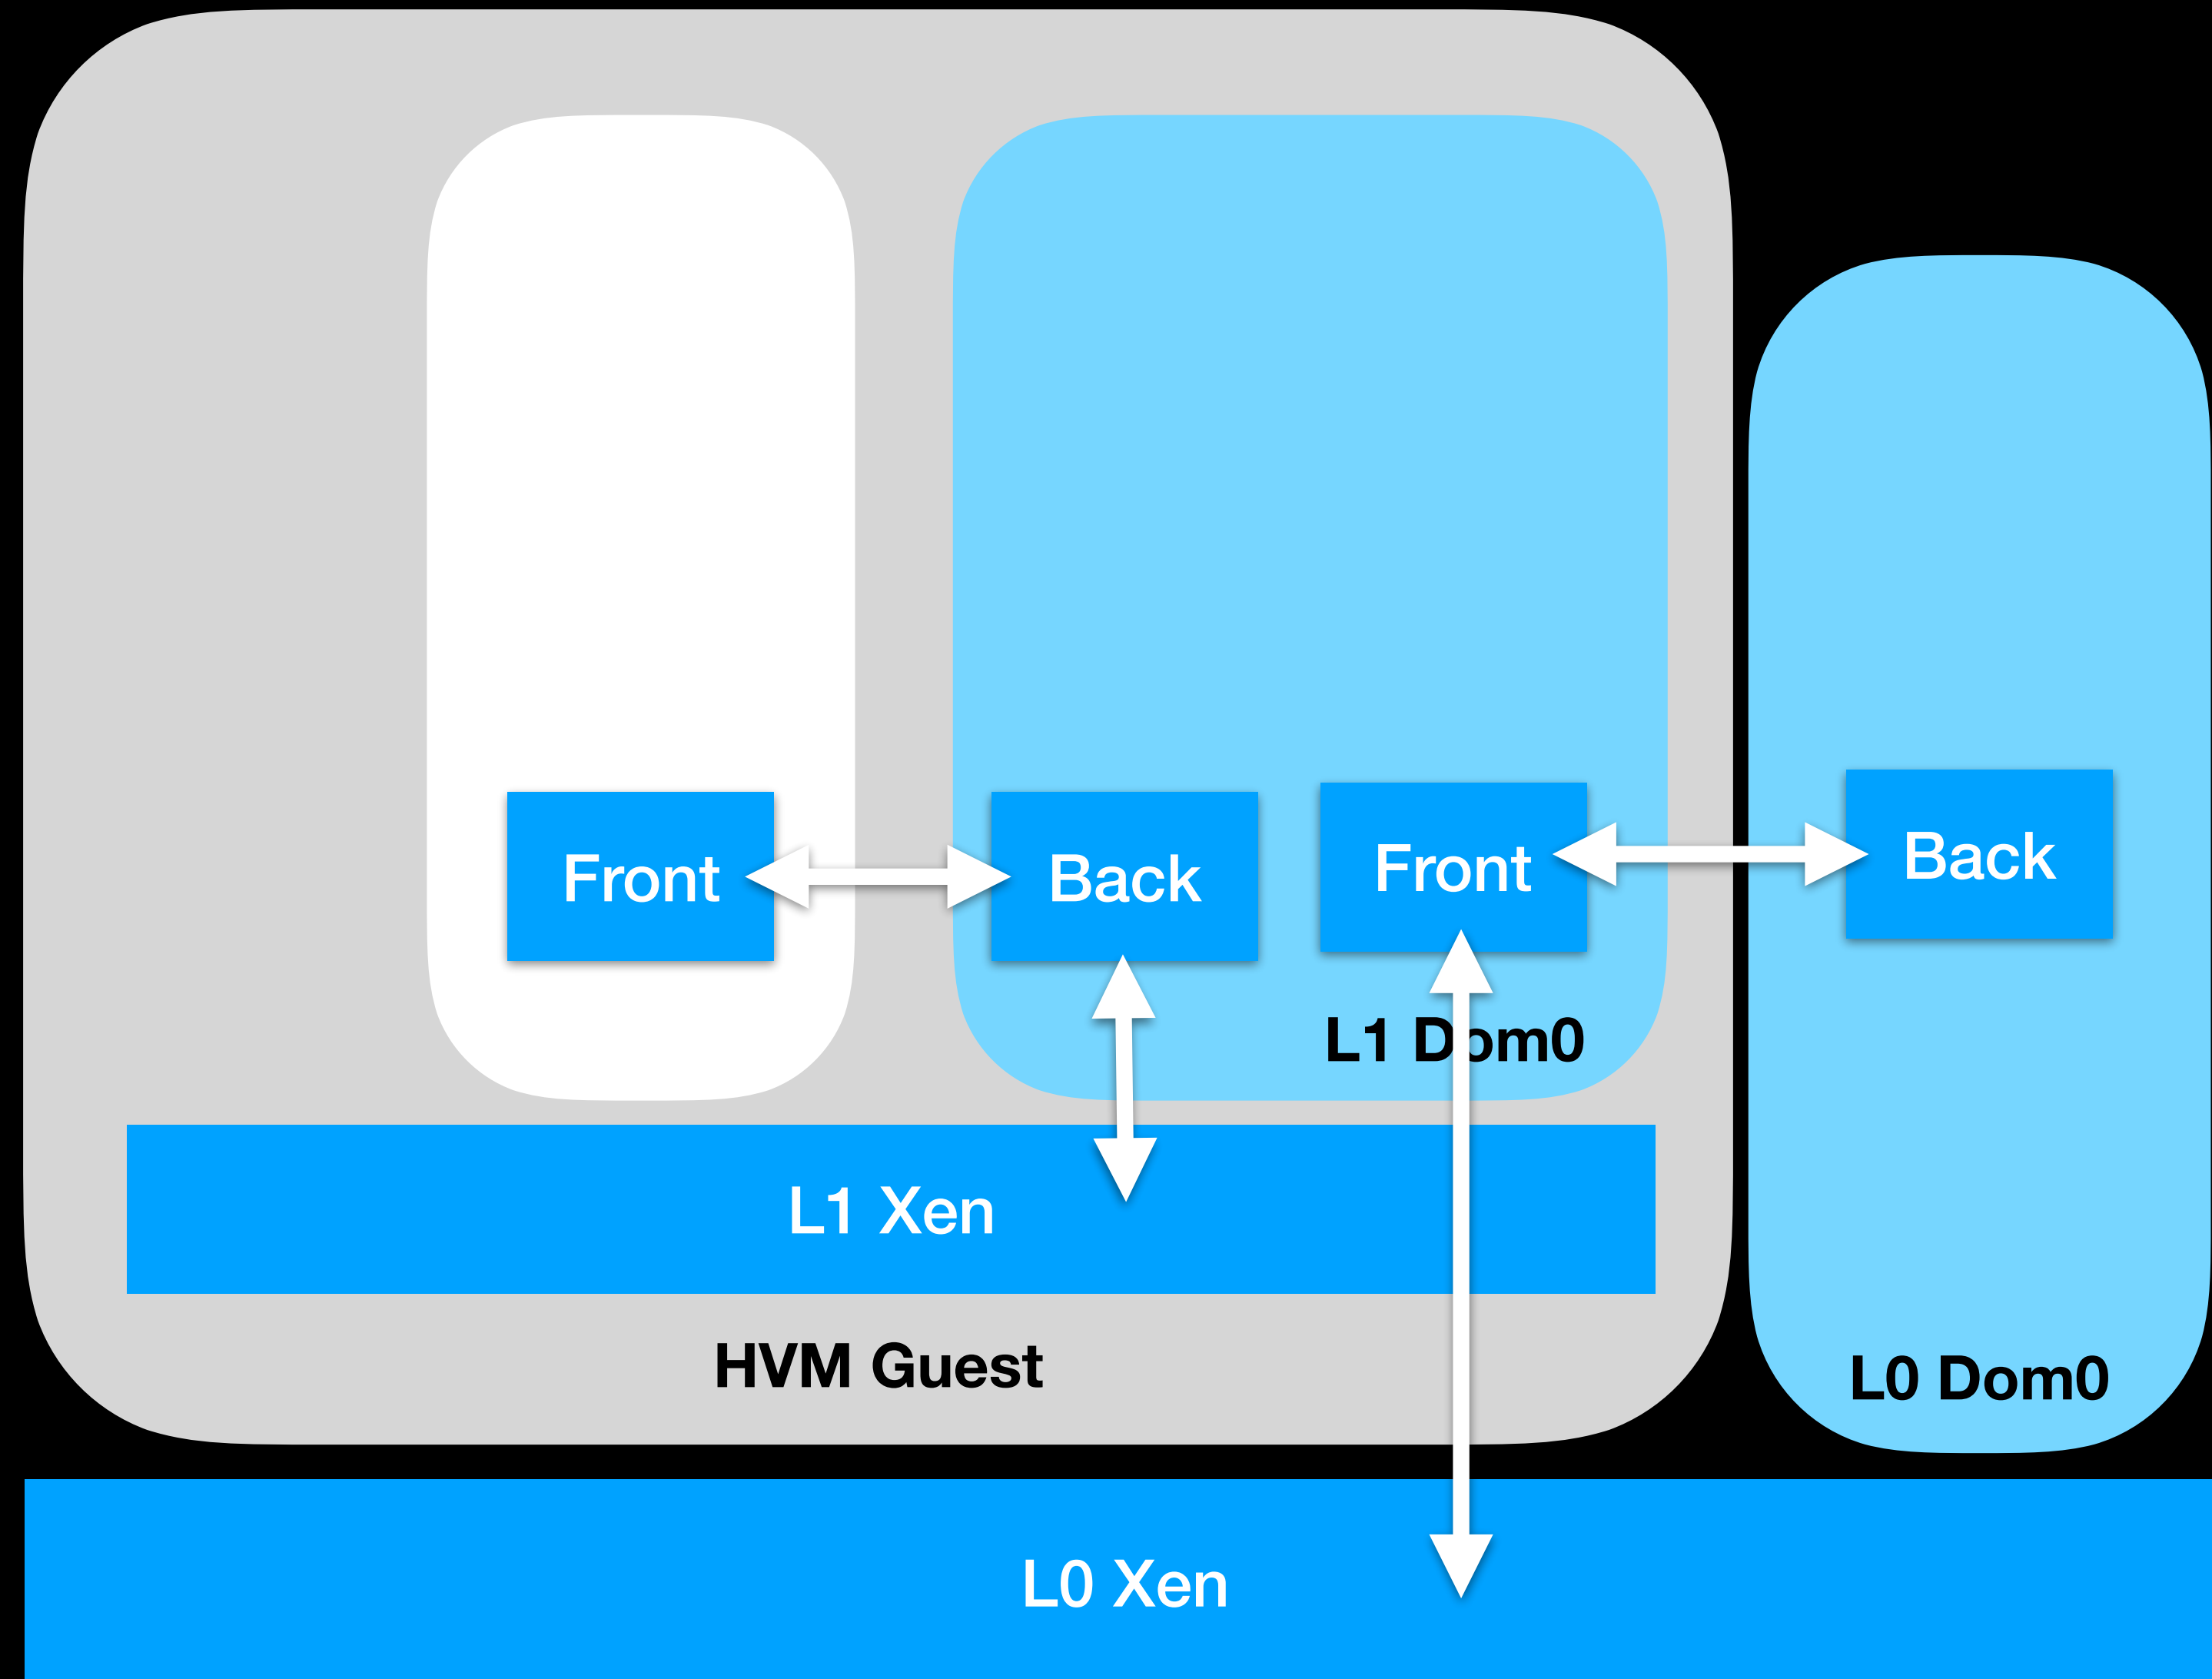 Front
Back
Front
Back
L1 Dom0
L1 Xen
HVM Guest
L0 Dom0
L0 Xen